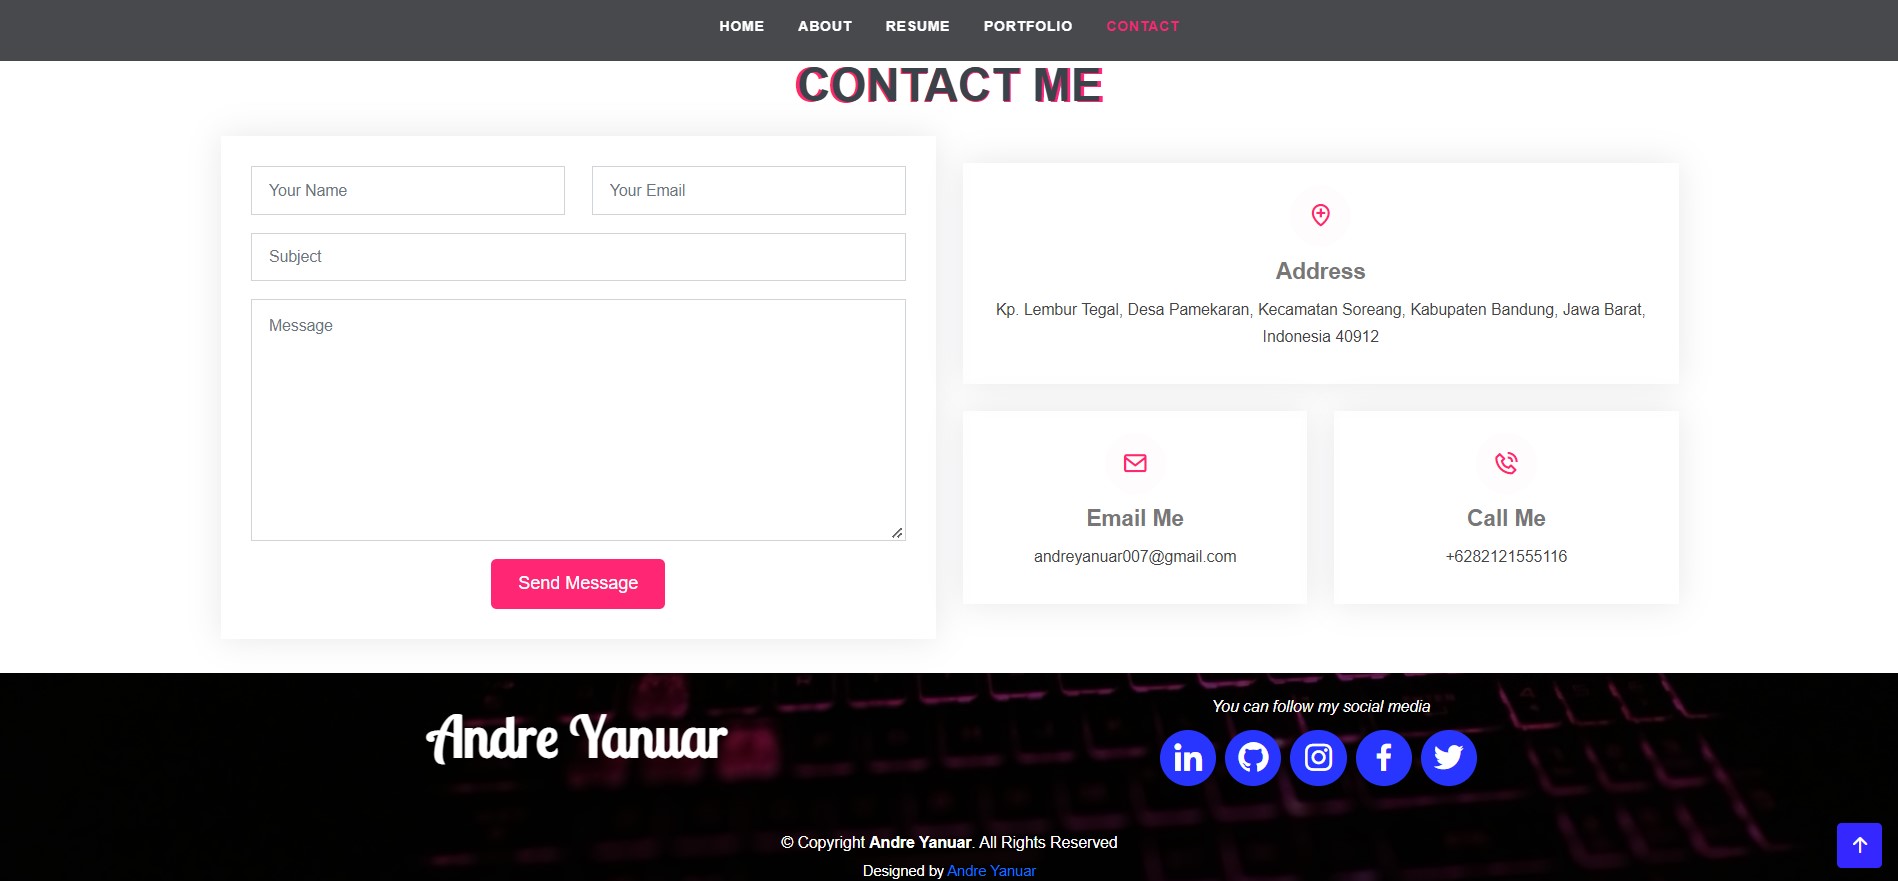 HOME ABOUT RESUME PORTFOLIO CONTACT
CONTACT ME
Your Name
Your Email
Subject
Message
Send Message
Address
Kp. Lembur Tegal, Desa Pamekaran, Kecamatan Soreang, Kabupaten Bandung, Jawa Barat,
Indonesia 40912
Email Me
andreyanuar007@gmail.com
Call Me
+6282121555116
Andre Yanuar
You can follow my social media
© Copyright Andre Yanuar. All Rights Reserved
Designed by Andre Yanuar